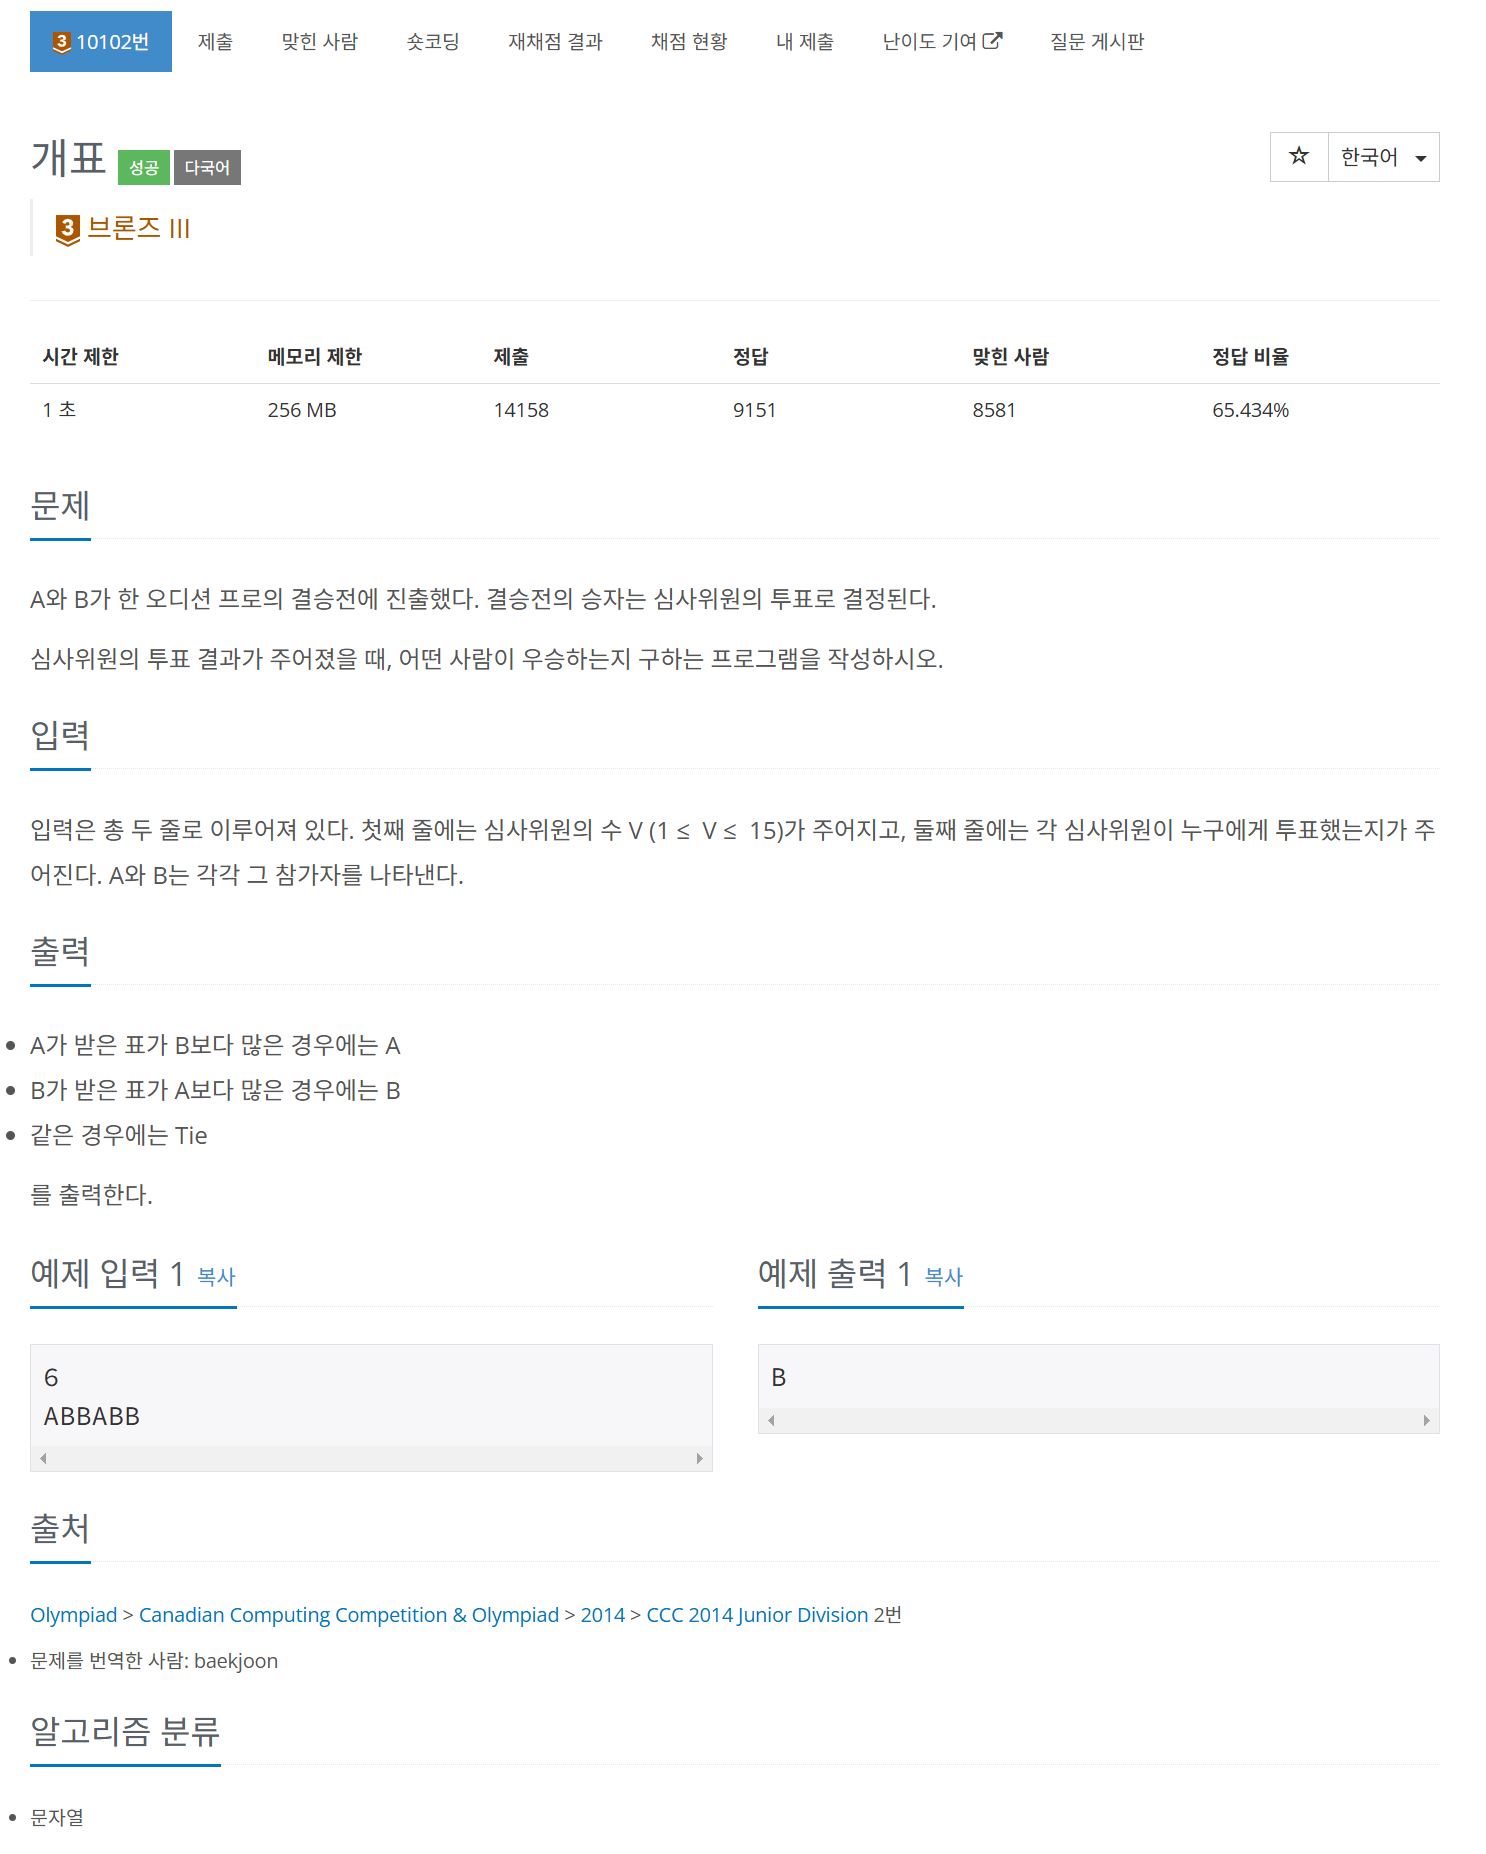 3 10102번 제출 맞힌 사람 숏코딩 재채점 결과 채점 현황 내 제출 난이도 기여 질문 게시판
개표 성공 다국어 한국어
3 브론즈 III
시간 제한 메모리 제한 제출 정답 맞힌 사람 정답 비율
1 초 256 MB 14158 9151 8581 65.434%
문제
A와 B가 한 오디션 프로의 결승전에 진출했다. 결승전의 승자는 심사위원의 투표로 결정된다.
심사위원의 투표 결과가 주어졌을 때, 어떤 사람이 우승하는지 구하는 프로그램을 작성하시오.
입력
입력은 총 두 줄로 이루어져 있다. 첫째 줄에는 심사위원의 수 V (1 ≤ V ≤ 15)가 주어지고, 둘째 줄에는 각 심사위원이 누구에게 투표했는지가 주
어진다. A와 B는 각각 그 참가자를 나타낸다.
출력
• A가 받은 표가 B보다 많은 경우에는 A
• B가 받은 표가 A보다 많은 경우에는 B
• 같은 경우에는 Tie
를 출력한다.
예제 입력 1 복사
6
ABBABB
예제 출력 1 복사
B
출처
Olympiad > Canadian Computing Competition & Olympiad > 2014 > CCC 2014 Junior Division 2번
• 문제를 번역한 사람: baekjoon
알고리즘 분류
• 문자열